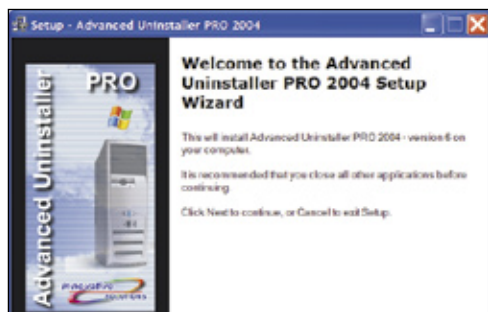 Setup - Advanced Uninstaller PRO 2004
Advanced Uninstaller
PRO
innovative
solutions
Welcome to the Advanced
Uninstaller PRO 2004 Setup
Wizard
This will install Advanced Uninstaller PRO 2004 - version 6 on
your computer.
It is recommended that you close all other applications before
continuing.
Click Next to continue, or Cancel to exit Setup.